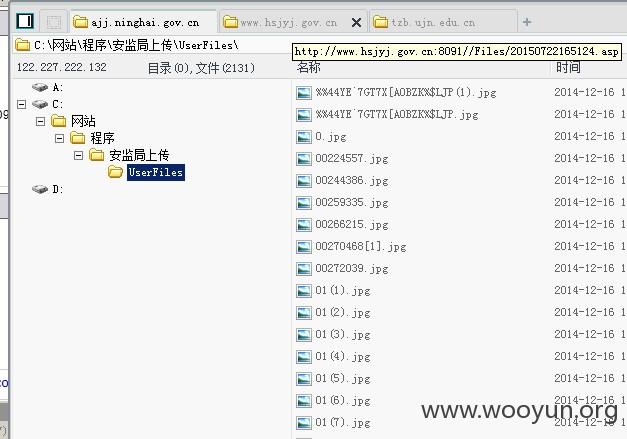 ajj.ninghai.gov.cn www.hsjyj.gov.cn tzb.ujn.edu.cn
C:\网站\程序\安监局上传\UserFiles\
http://www.hsjyj.gov.cn:8091//Files/20150722165124.asp
122.227.222.132 目录(0),文件(2131) 名称 时间
A:
C:
网站
程序
安监局上传
UserFiles
D:
%%44YE`7GT7X[AOBZK%$LJP(1).jpg 2014-12-16 1
%%44YE`7GT7X[AOBZK%$LJP.jpg 2014-12-16 1
0.jpg 2014-12-16 1
00224557.jpg 2014-12-16 1
00244386.jpg 2014-12-16 1
00259335.jpg 2014-12-16 1
00266215.jpg 2014-12-16 1
00270468[1].jpg 2014-12-16 1
00272039.jpg 2014-12-16 1
01(1).jpg 2014-12-16 1
01(2).jpg 2014-12-16 1
01(3).jpg 2014-12-16 1
01(4).jpg 2014-12-16 1
01(5).jpg 2014-12-16 1
01(6).jpg 2014-12-16 1
01(7).jpg 2014-12-16 1
www.wooyun.org